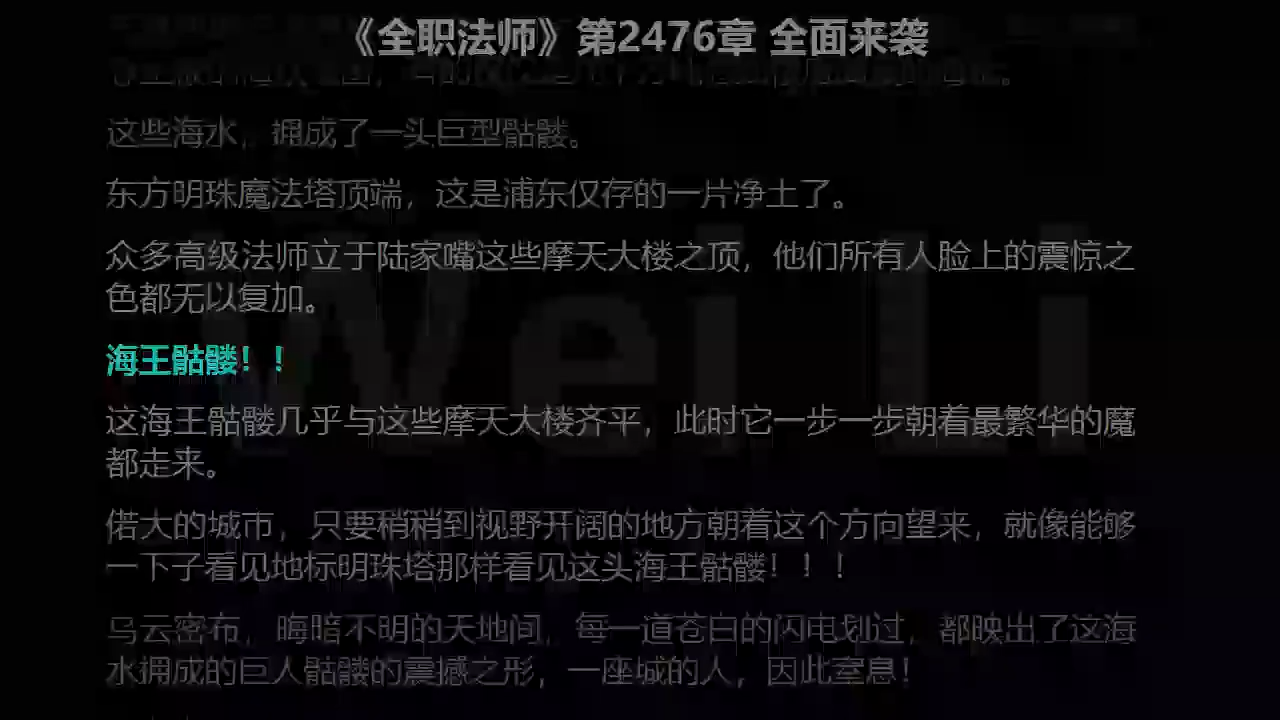 《全职法师》第2476章 全面来袭
这些海水，拥成了一头巨型骷髅。
东方明珠魔法塔顶端，这是浦东仅存的一片净土了。
众多高级法师立于陆家嘴这些摩天大楼之顶，他们所有人脸上的震惊之
色都无以复加。
海王骷髅！！
这海王骷髅几乎与这些摩天大楼齐平，此时它一步一步朝着最繁华的魔
都走来。
偌大的城市，只要稍稍到视野开阔的地方朝着这个方向望来，就像能够
一下子看见地标明珠塔那样看见这头海王骷髅！！！
乌云密布，晦暗不明的天地间，每一道苍白的闪电划过，都映出了这海
水拥成的巨人骷髅的震撼之形，一座城的人，因此窒息！
Wei Li